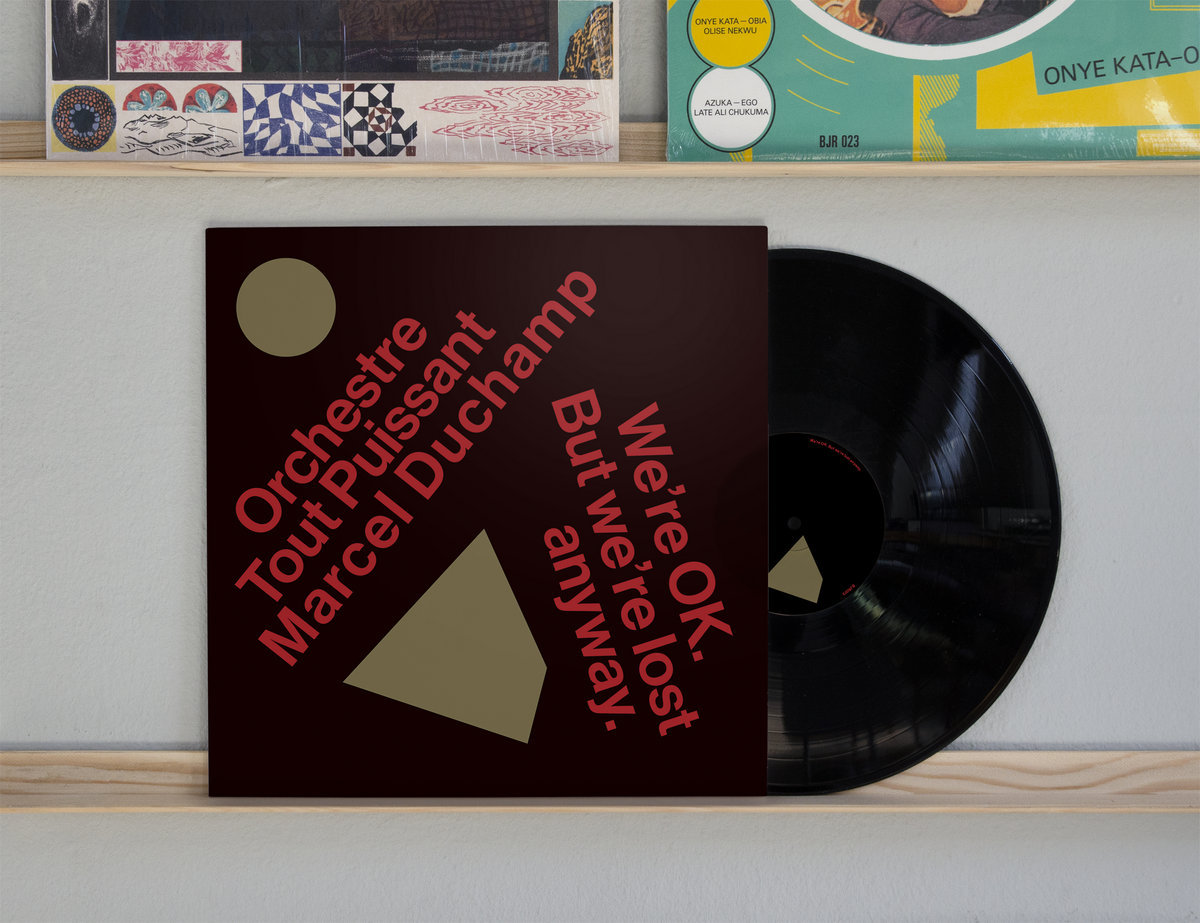 ONYE KATA – OBIA
OLISE NEKWU
AZUKA – EGO
LATE ALI CHUKUMA
BJR 023
ONYE KATA–O
Orchestre
Tout Puissant
Marcel Duchamp
We're OK.
But we're lost
anyway.